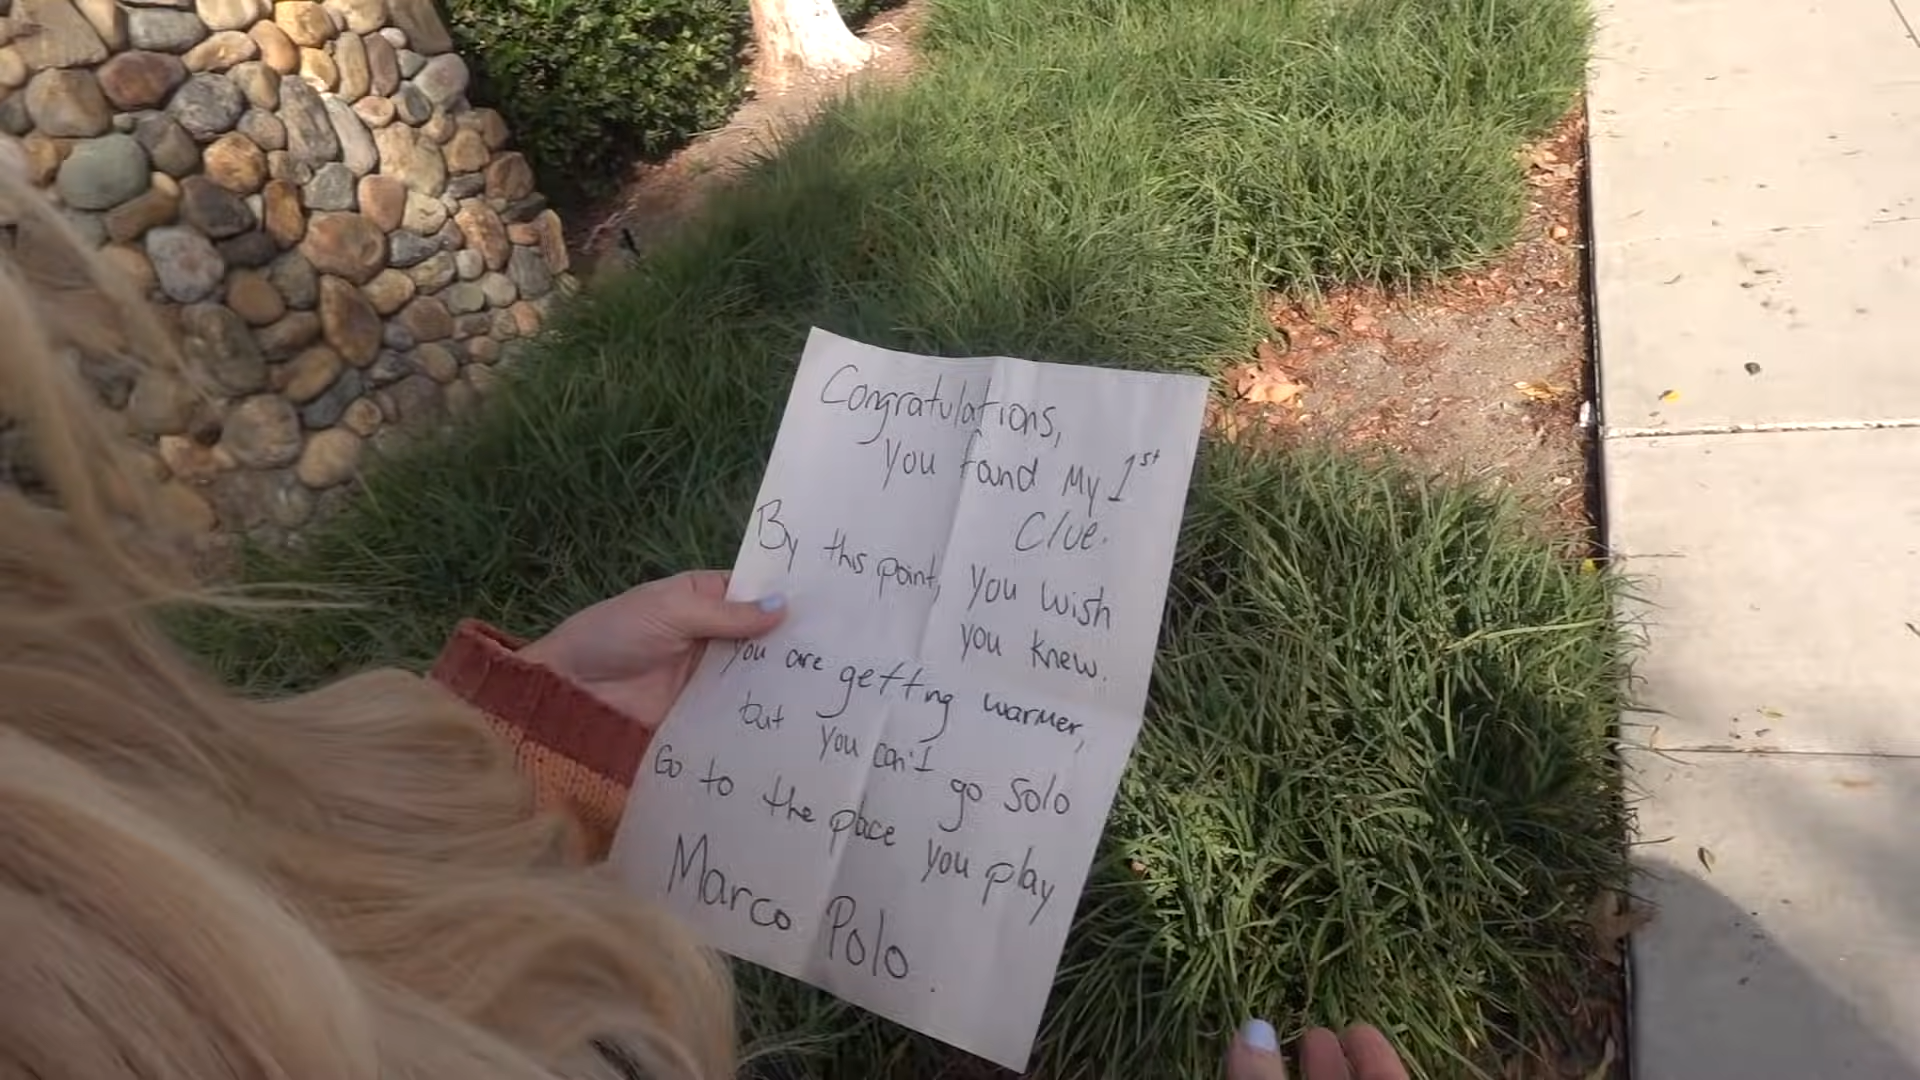 Congratulations,
you found my 1st
Clue.
By this point, you wish
you knew.
you are getting warmer,
but you can't go solo
Go to the place you play
Marco Polo.